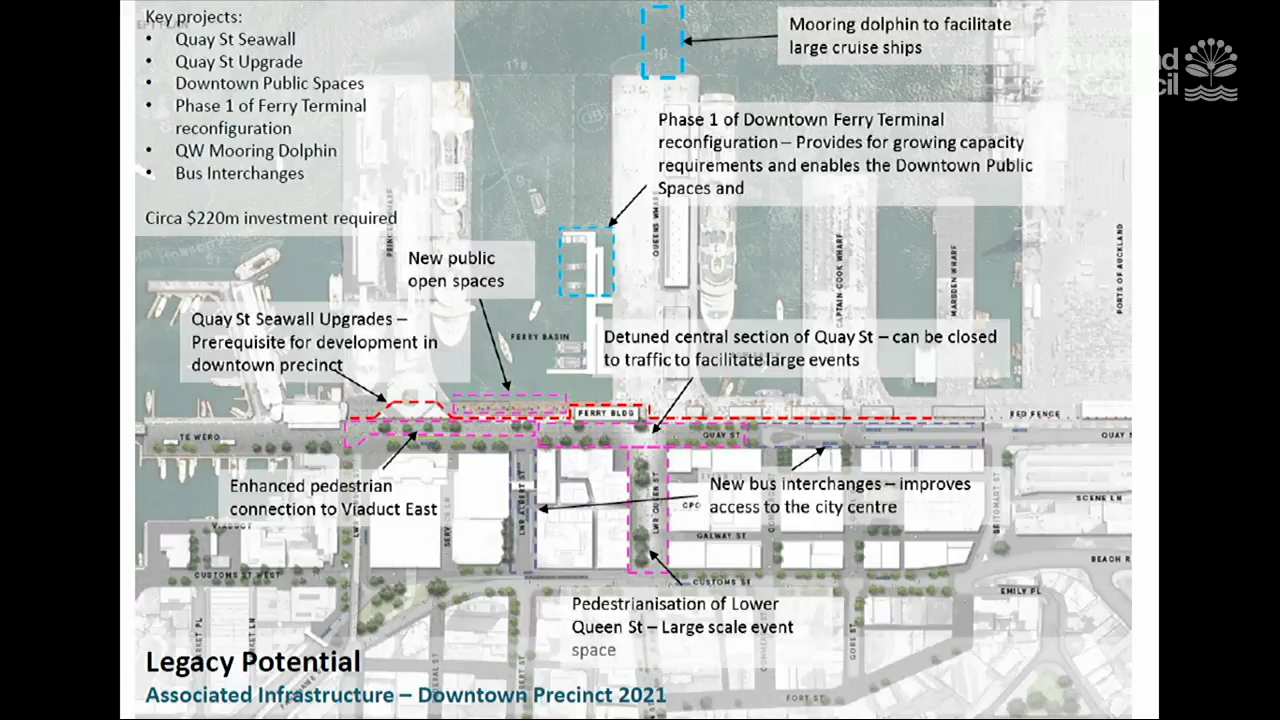 Key projects:
• Quay St Seawall
• Quay St Upgrade
• Downtown Public Spaces
• Phase 1 of Ferry Terminal
reconfiguration
• QW Mooring Dolphin
• Bus Interchanges
Circa $220m investment required
Mooring dolphin to facilitate
large cruise ships
Phase 1 of Downtown Ferry Terminal
reconfiguration – Provides for growing capacity
requirements and enables the Downtown Public
Spaces and
New public
open spaces
Quay St Seawall Upgrades –
Prerequisite for development in
downtown precinct
Detuned central section of Quay St – can be closed
to traffic to facilitate large events
QUEENS WHARF
CAPTAIN COOK WHARF
MARSDEN WHARF
PORTS OF AUCKLAND
FERRY BASIN
FERRY BLDG
RED FENCE
TE WERO
QUAY ST
QUAY
Enhanced pedestrian
connection to Viaduct East
New bus interchanges – improves
access to the city centre
LWR ALBERT ST
LWR QUEEN ST
CPO
GALWAY ST
BRITOMART ST
SCENE LN
VIADUCT
CUSTOMS ST WEST
CUSTOMS ST
BEACH R
EMILY PL
GORE ST
FORT ST
Pedestrianisation of Lower
Queen St – Large scale event
space
Legacy Potential
Associated Infrastructure – Downtown Precinct 2021